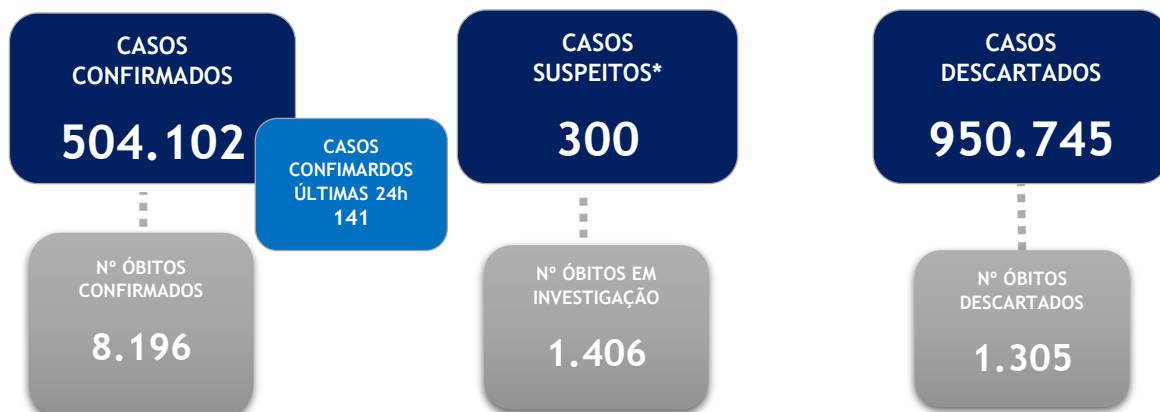 CASOS
CONFIRMADOS
504.102
CASOS
CONFIMARDOS
ÚLTIMAS 24h
141
Nº ÓBITOS
CONFIRMADOS
8.196
CASOS
SUSPEITOS*
300
Nº ÓBITOS EM
INVESTIGAÇÃO
1.406
CASOS
DESCARTADOS
950.745
Nº ÓBITOS
DESCARTADOS
1.305